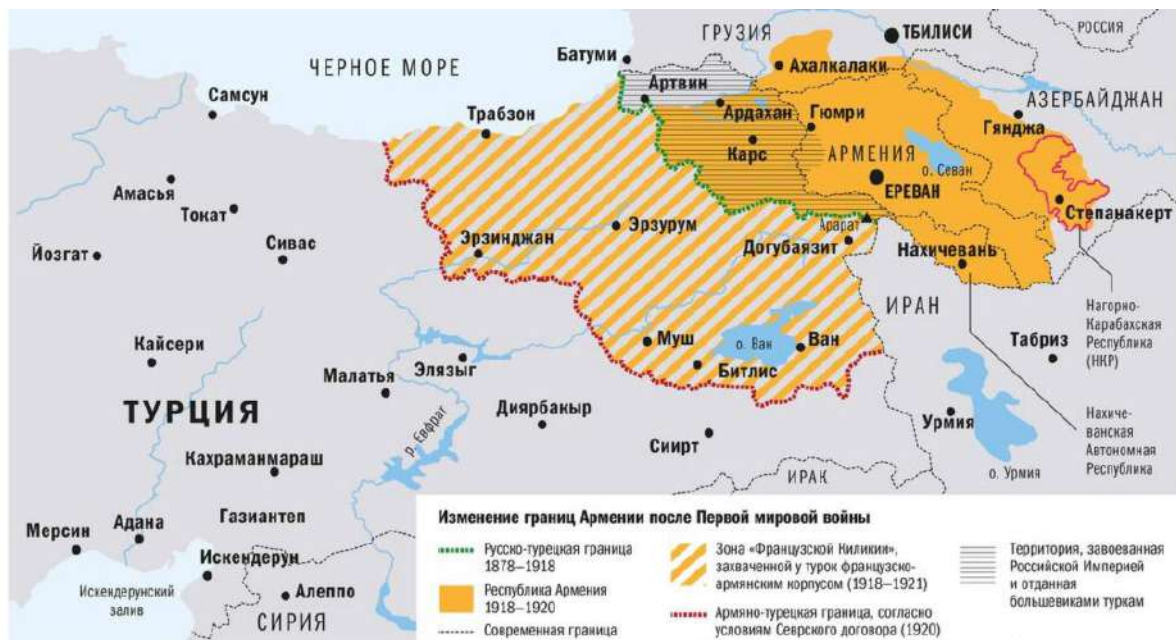 РОССИЯ
ГРУЗИЯ
ТБИЛИСИ
Батуми
ЧЕРНОЕ МОРЕ
Ахалкалаки
Артвин
Самсун
АЗЕРБАЙДЖАН
Ардахан
Гюмри
Трабзон
Гянджа
Карс
АРМЕНИЯ
о. Севан
ЕРЕВАН
Амасья
Токат
Степанакерт
Эрзурум
Арарат
Йозгат
Сивас
Эрзинджан
Догубаязит
Нахичевань
ИРАН
Нагорно-
Карабахская
Республика
(НКР)
Муш
о. Ван
Ван
Табриз
Кайсери
Элязыг
Битлис
Малатья
ТУРЦИЯ
Диярбакыр
р. Евфрат
Сиирт
Урмия
Нахиче-
ванская
Автономная
Республика
Кахраманмараш
ИРАК
о. Урмия
Мерсин
Адана
Газиантеп
Искендерун
Искендерунский
залив
Алеппо
СИРИЯ
Изменение границ Армении после Первой мировой войны
Русско-турецкая граница
1878–1918
Республика Армения
1918–1920
Современная граница
Зона «Французской Киликии»,
захваченной у турок французско-
армянским корпусом (1918–1921)
Армяно-турецкая граница, согласно
условиям Севрского договора (1920)
Территория, завоеванная
Российской Империей
и отданная
большевиками туркам